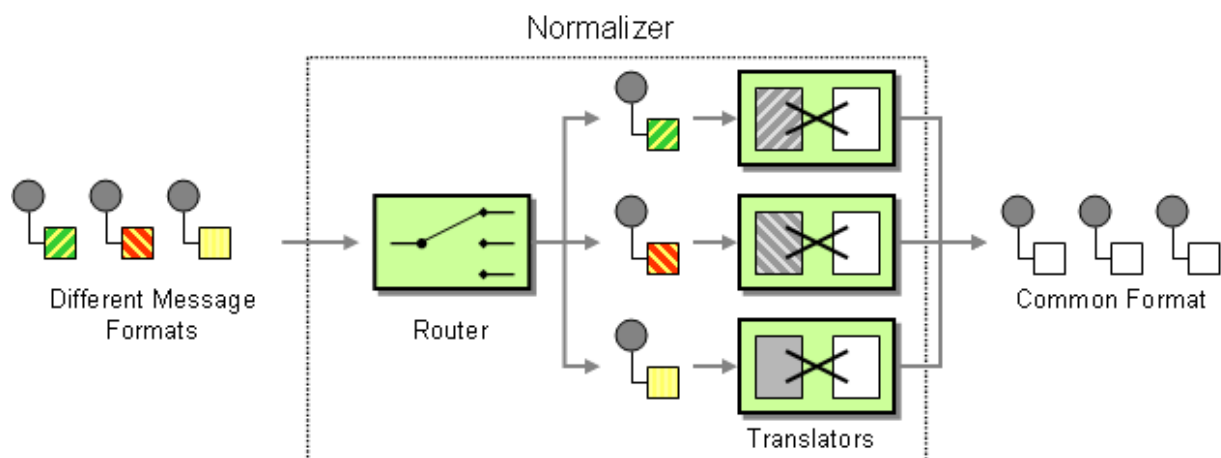 Normalizer
Different Message
Formats
Router
Translators
Common Format